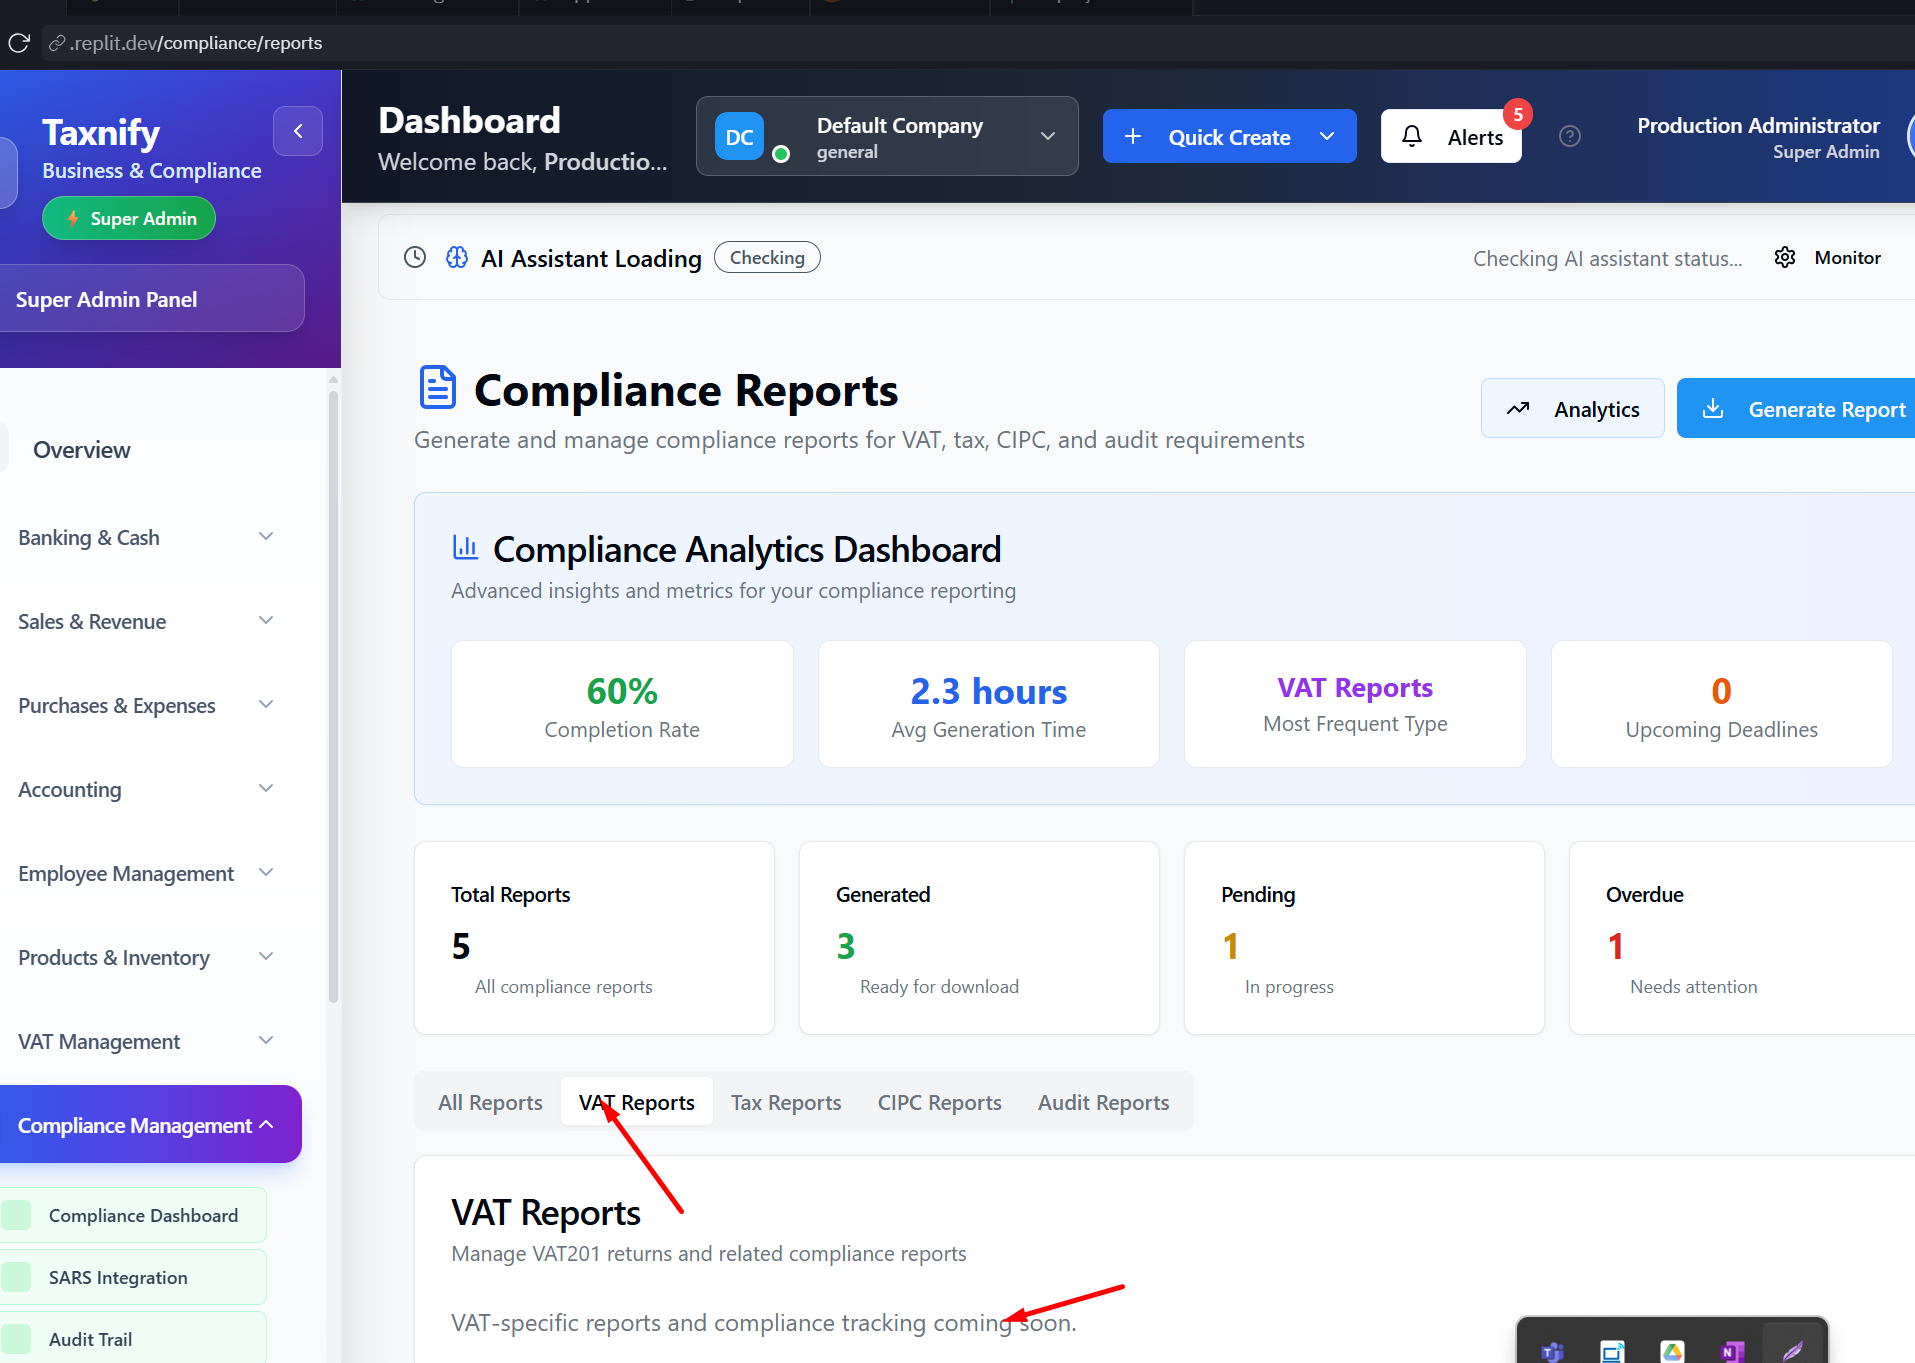 .replit.dev/compliance/reports
Taxnify
Business & Compliance
Super Admin
Super Admin Panel
Overview
Banking & Cash
Sales & Revenue
Purchases & Expenses
Accounting
Employee Management
Products & Inventory
VAT Management
Compliance Management
Compliance Dashboard
SARS Integration
Audit Trail
Dashboard
Welcome back, Productio...
DC
Default Company
general
Quick Create
Alerts
5
Production Administrator
Super Admin
AI Assistant Loading
Checking
Checking AI assistant status...
Monitor
Compliance Reports
Generate and manage compliance reports for VAT, tax, CIPC, and audit requirements
Analytics
Generate Report
Compliance Analytics Dashboard
Advanced insights and metrics for your compliance reporting
60%
Completion Rate
2.3 hours
Avg Generation Time
VAT Reports
Most Frequent Type
0
Upcoming Deadlines
Total Reports
5
All compliance reports
Generated
3
Ready for download
Pending
1
In progress
Overdue
1
Needs attention
All Reports
VAT Reports
Tax Reports
CIPC Reports
Audit Reports
VAT Reports
Manage VAT201 returns and related compliance reports
VAT-specific reports and compliance tracking coming soon.